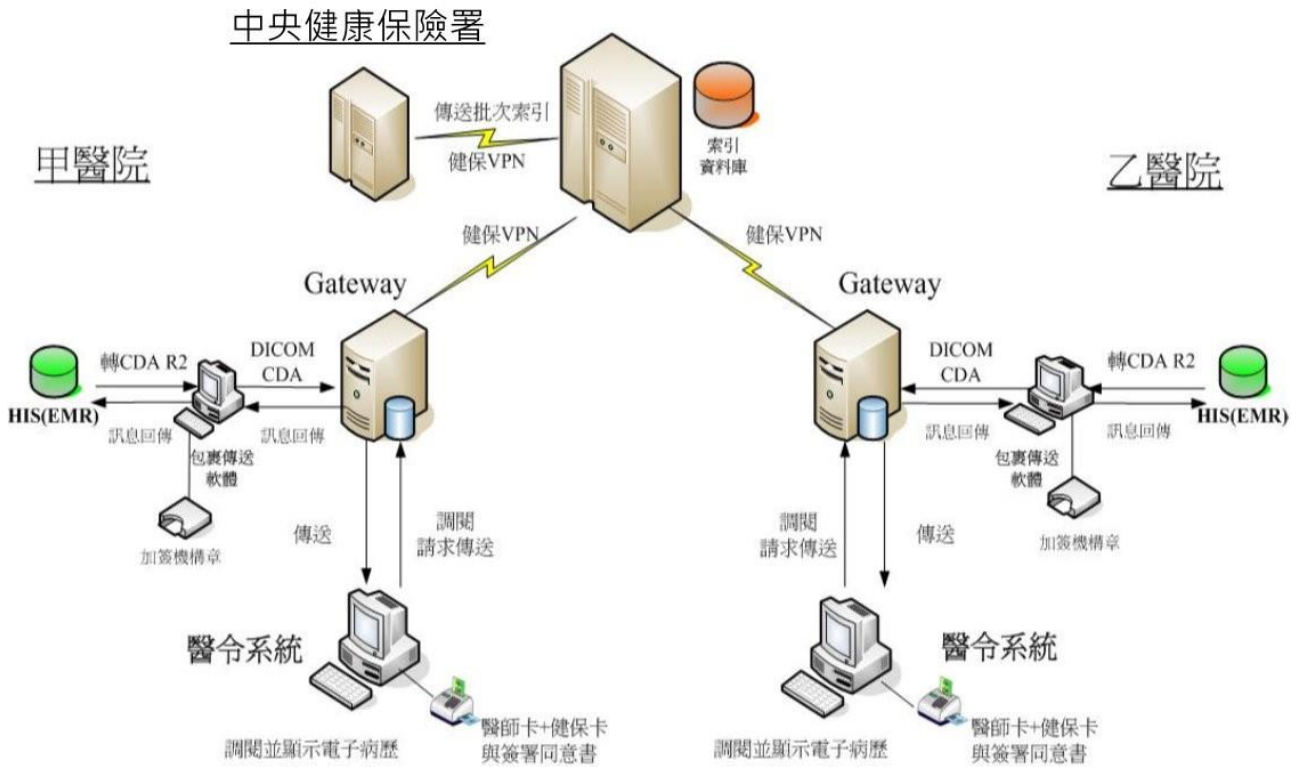 中央健康保險署
傳送批次索引
健保VPN
索引
資料庫
甲醫院
乙醫院
健保VPN
健保VPN
Gateway
Gateway
轉CDA R2
DICOM
CDA
HIS(EMR)
訊息回傳
訊息回傳
包裹傳送
軟體
加簽機構章
DICOM
CDA
轉CDA R2
訊息回傳
訊息回傳
HIS(EMR)
包裹傳送
軟體
加簽機構章
傳送
調閱
請求傳送
調閱
請求傳送
傳送
醫令系統
醫令系統
調閱並顯示電子病歷
醫師卡+健保卡
與簽署同意書
調閱並顯示電子病歷
醫師卡+健保卡
與簽署同意書